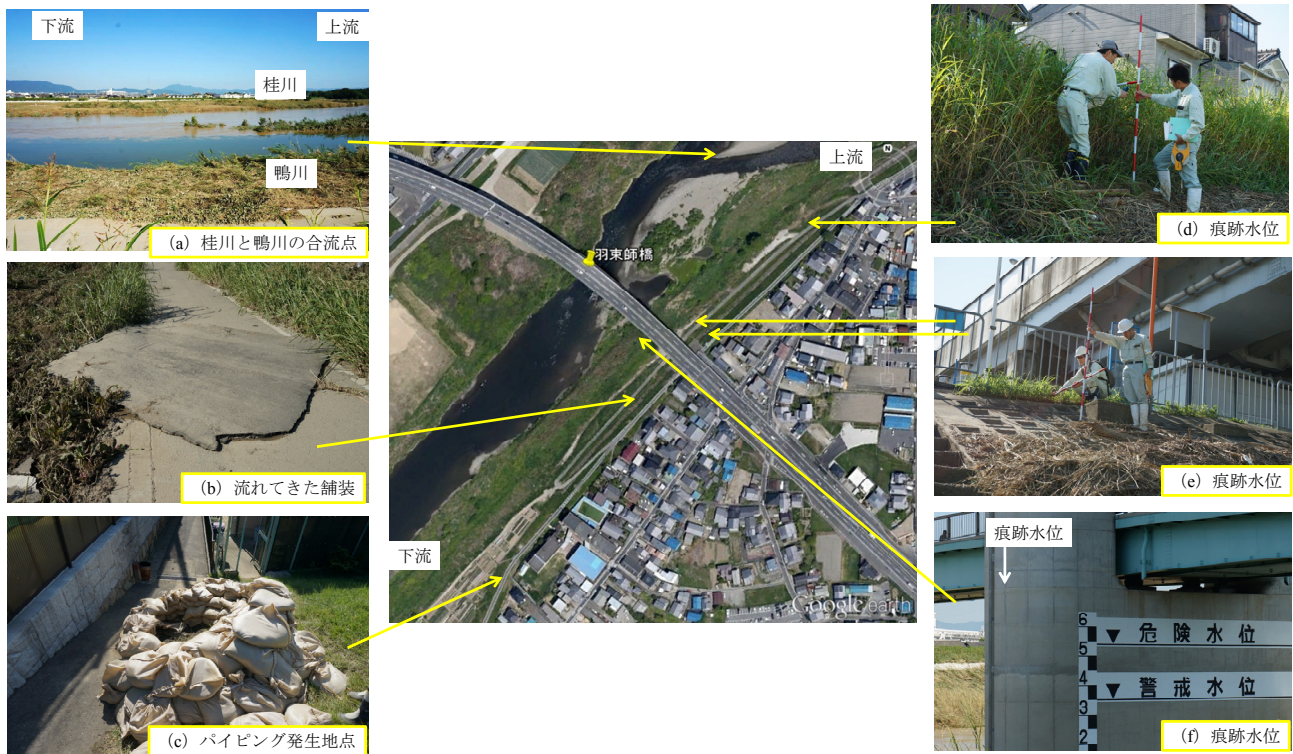 下流
上流
桂川
鴨川
(a) 桂川と鴨川の合流点
(b) 流れてきた舗装
(c) パイピング発生地点
上流
N
羽束師橋
下流
Google earth
(d) 痕跡水位
(e) 痕跡水位
痕跡水位
6
▼ 危険水位
5
4
▼ 警戒水位
3
2
(f) 痕跡水位